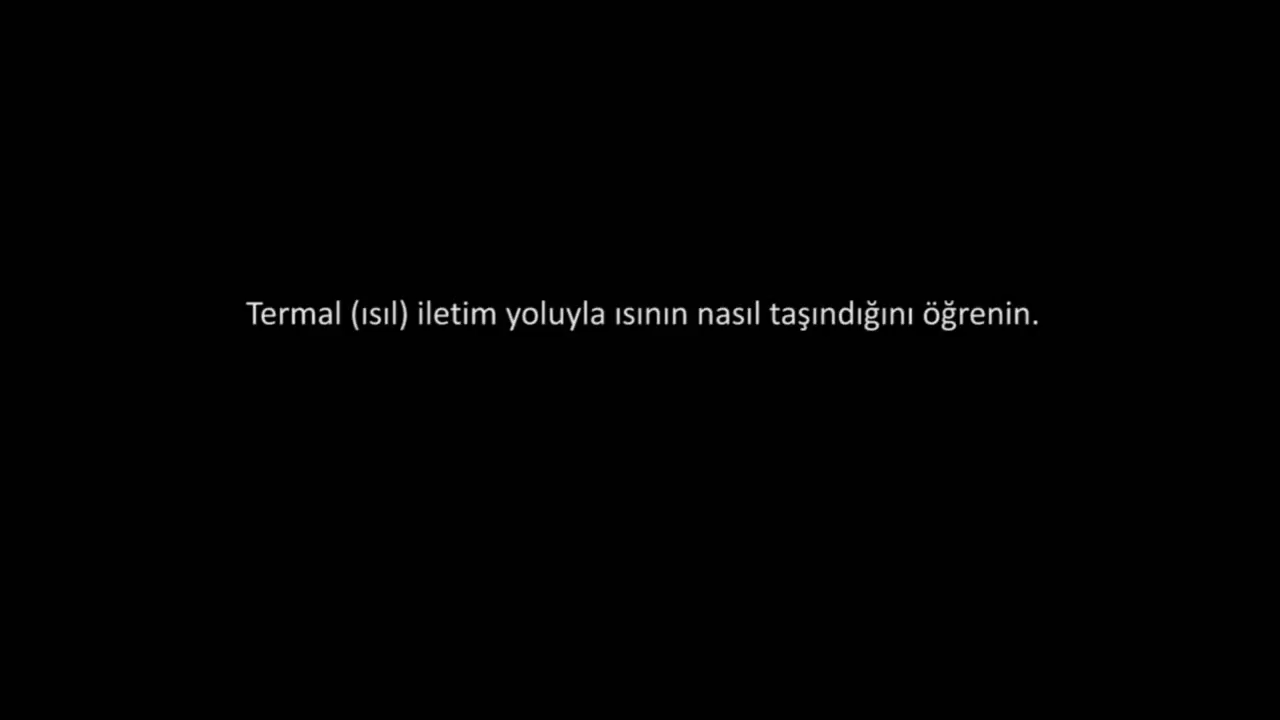 Termal (ısıl) iletim yoluyla ısının nasıl taşındığını öğrenin.